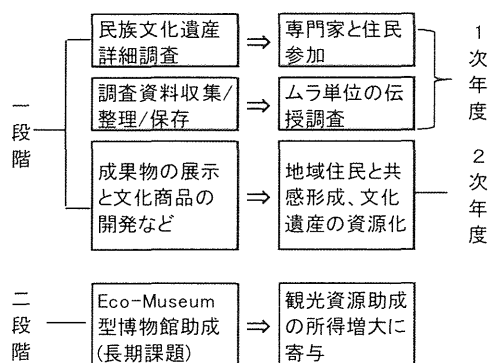 一段階
民族文化遺産
詳細調査
⇒
専門家と住民
参加
調査資料収集/
整理/保存
⇒
ムラ単位の伝
授調査
1次年度
成果物の展示
と文化商品の
開発など
⇒
地域住民と共
感形成、文化
遺産の資源化
2次年度
二段階
Eco-Museum
型博物館助成
(長期課題)
⇒
観光資源助成
の所得増大に
寄与